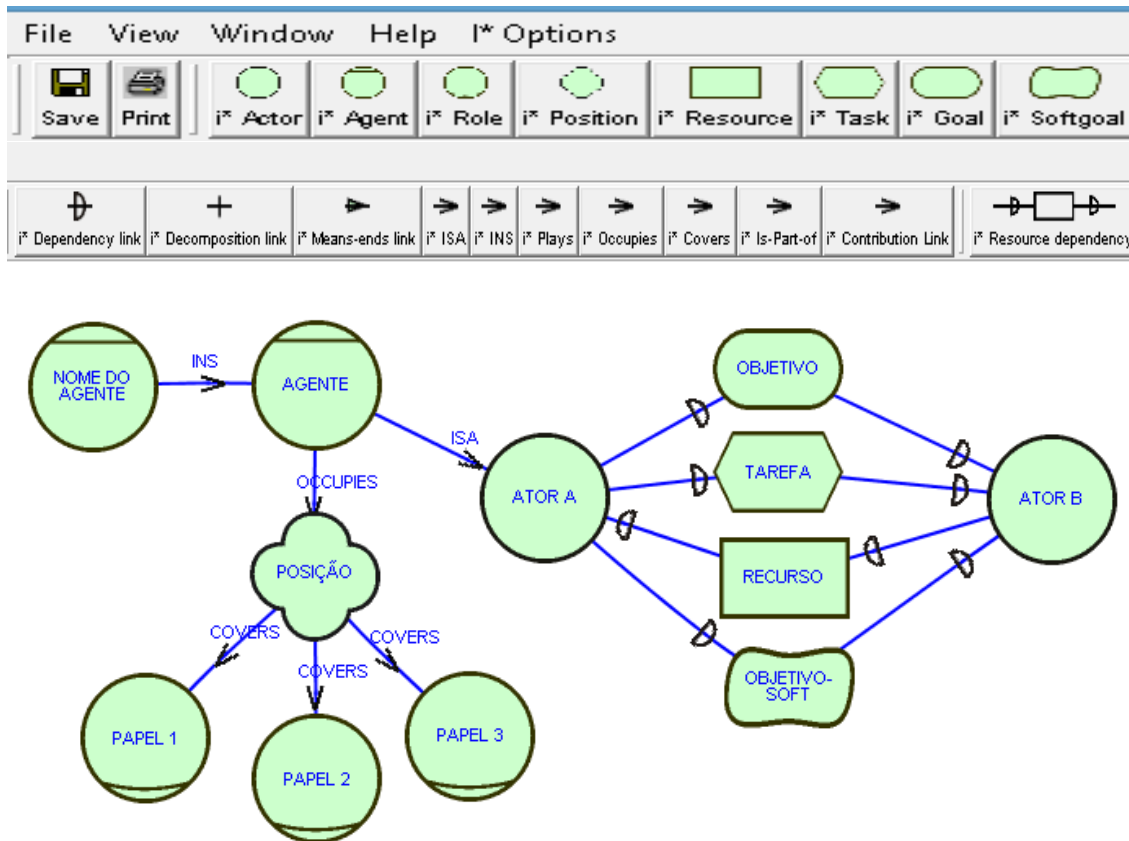 File View Window Help I* Options
Save Print i* Actor i* Agent i* Role i* Position i* Resource i* Task i* Goal i* Softgoal
i* Dependency link i* Decomposition link i* Means-ends link i* ISA i* INS i* Plays i* Occupies i* Covers i* Is-Part-of i* Contribution Link i* Resource dependency
NOME DO
AGENTE
INS
AGENTE
ISA
OCCUPIES
POSIÇÃO
COVERS
COVERS
COVERS
PAPEL 1
PAPEL 2
PAPEL 3
ATOR A
OBJETIVO
TAREFA
RECURSO
OBJETIVO-
SOFT
ATOR B